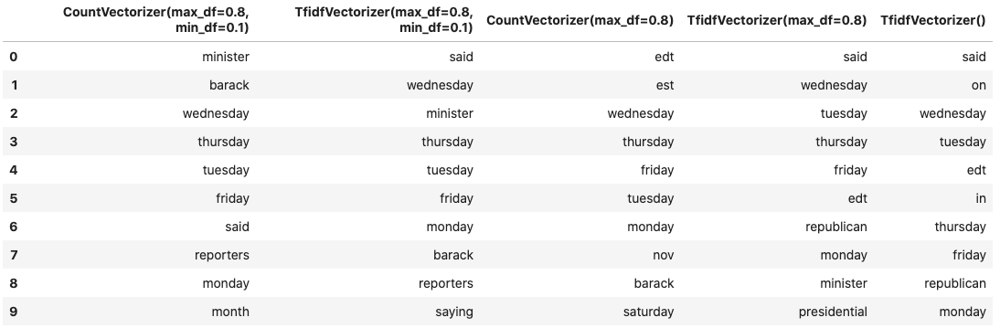 CountVectorizer(max_df=0.8, min_df=0.1) TfidfVectorizer(max_df=0.8, min_df=0.1) CountVectorizer(max_df=0.8) TfidfVectorizer(max_df=0.8) TfidfVectorizer()
0 minister said edt said said
1 barack wednesday est wednesday on
2 wednesday minister wednesday tuesday wednesday
3 thursday thursday thursday thursday tuesday
4 tuesday tuesday friday friday edt
5 friday friday tuesday edt in
6 said monday monday republican thursday
7 reporters barack nov monday friday
8 monday reporters barack minister republican
9 month saying saturday presidential monday